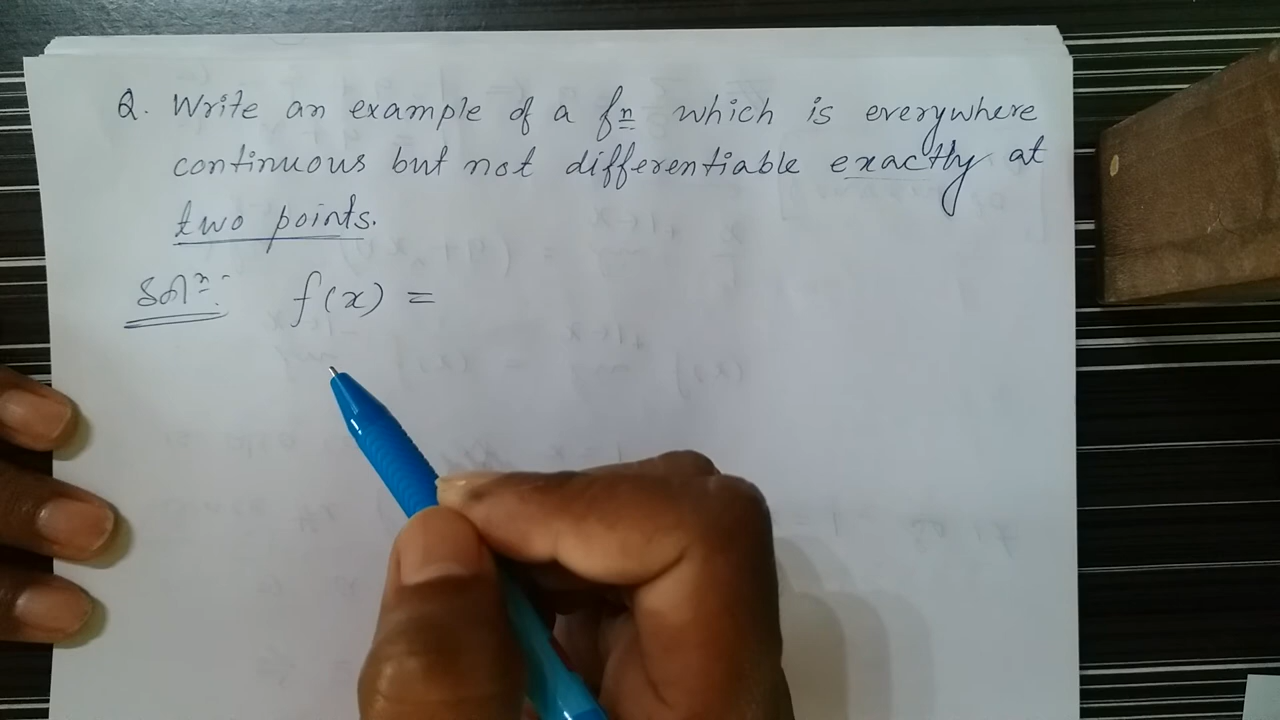 Q. Write an example of a fn which is everywhere
continuous but not differentiable exactly at
two points.
Solⁿ:- f(x) =